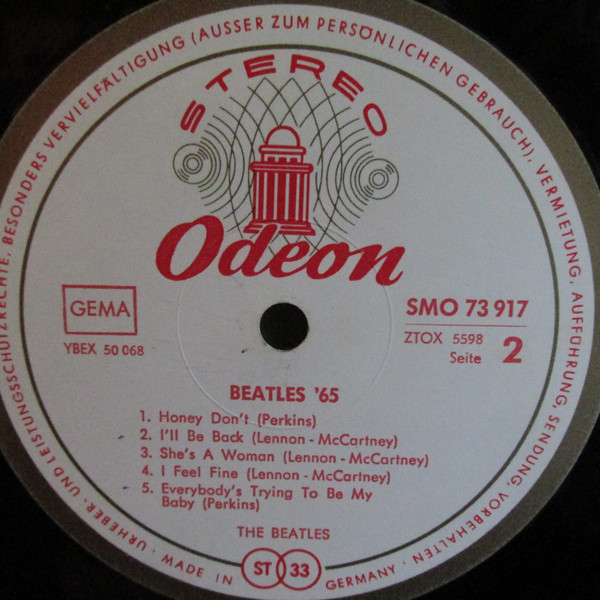 URHEBER- UND LEISTUNGSSCHUTZRECHTE, BESONDERS VERVIELFÄLTIGUNG (AUSSER ZUM PERSÖNLICHEN GEBRAUCH), VERMIETUNG, AUFFÜHRUNG, SENDUNG, VORBEHALTEN ·
STEREO
Odeon
GEMA
SMO 73 917
YBEX 50 068
ZTOX 5598
Seite 2
BEATLES '65
1. Honey Don't (Perkins)
2. I'll Be Back (Lennon - McCartney)
3. She's A Woman (Lennon - McCartney)
4. I Feel Fine (Lennon - McCartney)
5. Everybody's Trying To Be My
Baby (Perkins)
THE BEATLES
ST 33
MADE IN GERMANY ·